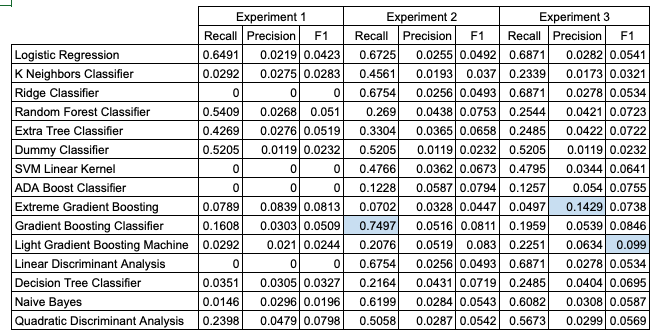 Experiment 1 Experiment 2 Experiment 3
Recall Precision F1 Recall Precision F1 Recall Precision F1
Logistic Regression 0.6491 0.0219 0.0423 0.6725 0.0255 0.0492 0.6871 0.0282 0.0541
K Neighbors Classifier 0.0292 0.0275 0.0283 0.4561 0.0193 0.037 0.2339 0.0173 0.0321
Ridge Classifier 0 0 0 0.6754 0.0256 0.0493 0.6871 0.0278 0.0534
Random Forest Classifier 0.5409 0.0268 0.051 0.269 0.0438 0.0753 0.2544 0.0421 0.0723
Extra Tree Classifier 0.4269 0.0276 0.0519 0.3304 0.0365 0.0658 0.2485 0.0422 0.0722
Dummy Classifier 0.5205 0.0119 0.0232 0.5205 0.0119 0.0232 0.5205 0.0119 0.0232
SVM Linear Kernel 0 0 0 0.4766 0.0362 0.0673 0.4795 0.0344 0.0641
ADA Boost Classifier 0 0 0 0.1228 0.0587 0.0794 0.1257 0.054 0.0755
Extreme Gradient Boosting 0.0789 0.0839 0.0813 0.0702 0.0328 0.0447 0.0497 0.1429 0.0738
Gradient Boosting Classifier 0.1608 0.0303 0.0509 0.7497 0.0516 0.0811 0.1959 0.0539 0.0846
Light Gradient Boosting Machine 0.0292 0.021 0.0244 0.2076 0.0519 0.083 0.2251 0.0634 0.099
Linear Discriminant Analysis 0 0 0 0.6754 0.0256 0.0493 0.6871 0.0278 0.0534
Decision Tree Classifier 0.0351 0.0305 0.0327 0.2164 0.0431 0.0719 0.2485 0.0404 0.0695
Naive Bayes 0.0146 0.0296 0.0196 0.6199 0.0284 0.0543 0.6082 0.0308 0.0587
Quadratic Discriminant Analysis 0.2398 0.0479 0.0798 0.5058 0.0287 0.0542 0.5673 0.0299 0.0569